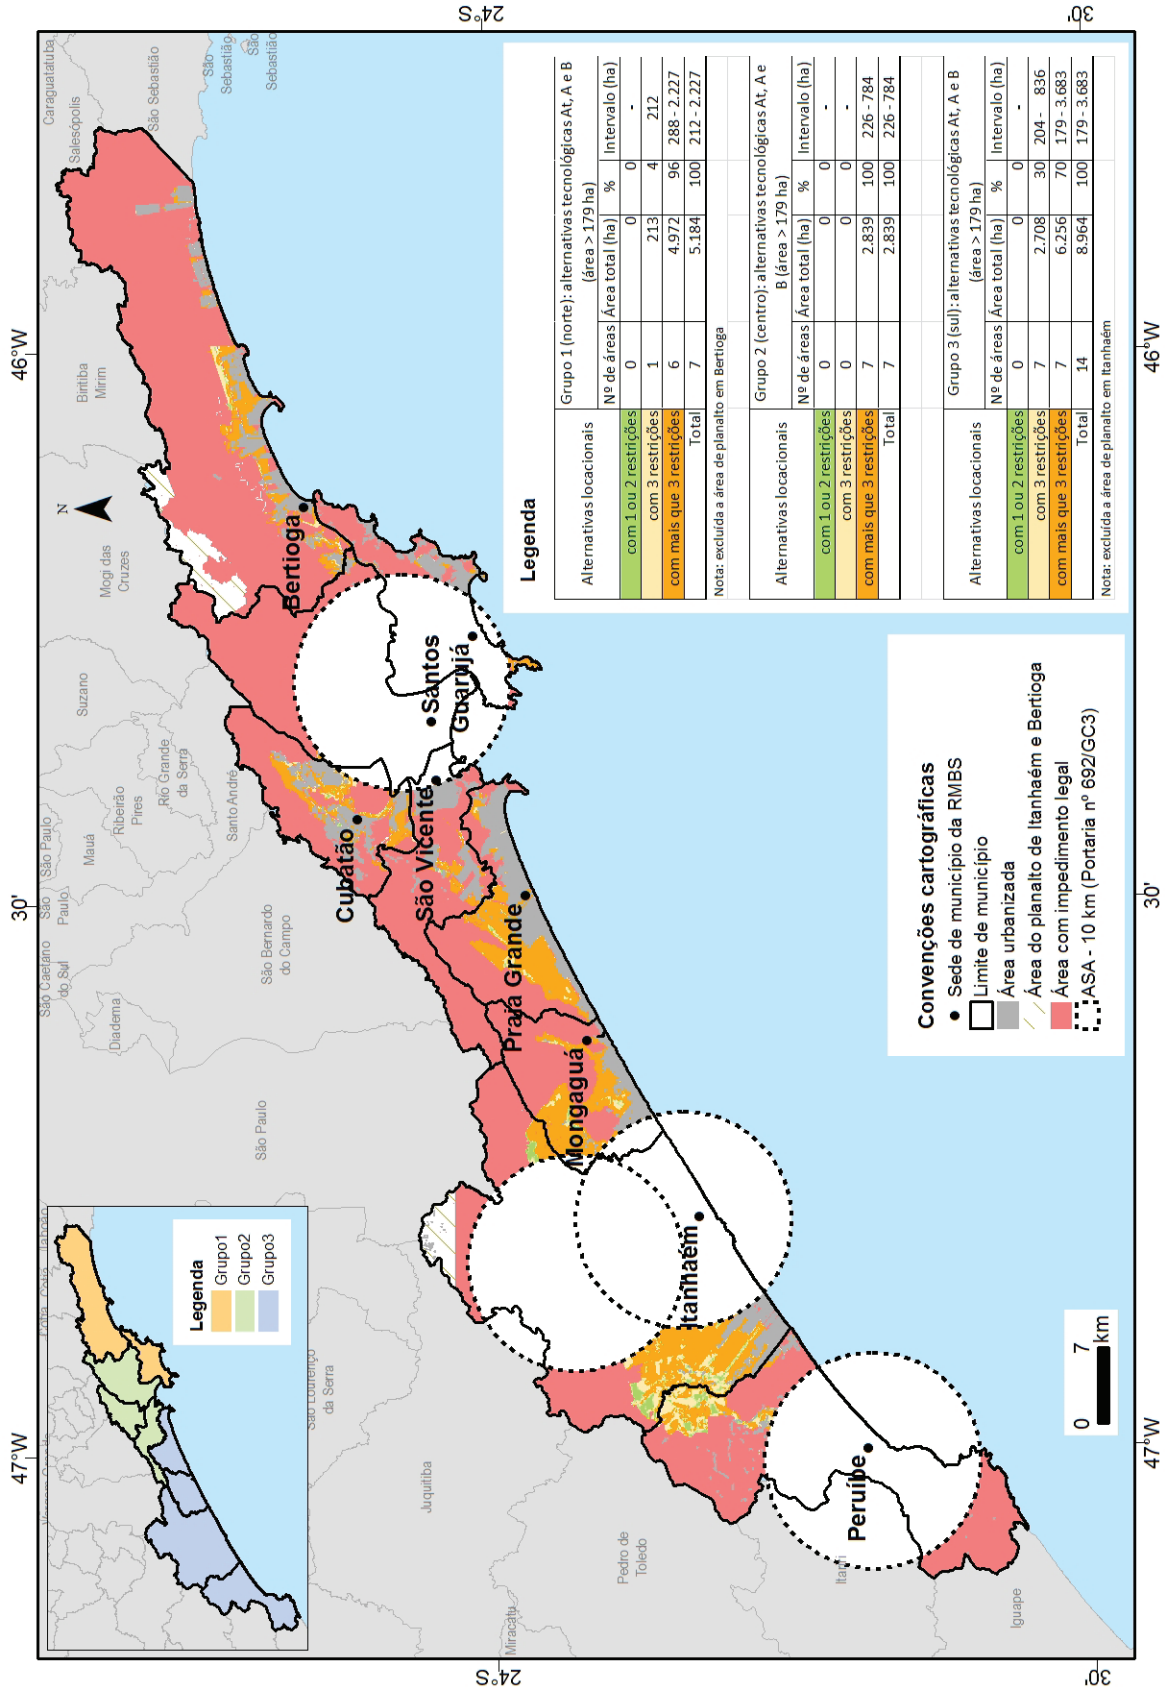 46°W
30'
47°W
24°S
30'
24°S
30'
46°W
30'
47°W
N
Caraguatatuba
Salesópolis
São Sebastião
São
Sebastião
São
Sebastião
Biritiba
Mirim
Mogi das
Cruzes
Suzano
Rio Grande
da Serra
Ribeirão
Pires
Mauá
Santo André
São Paulo
São
Paulo
São Caetano
do Sul
Diadema
São Bernardo
do Campo
São Paulo
São Lourenço
da Serra
Juquitiba
Miracatu
Pedro de
Toledo
Itariri
Iguape
Bertioga
Santos
Guarujá
Cubatão
São Vicente
Praia Grande
Mongaguá
Itanhaém
Peruíbe
Legenda
Grupo1
Grupo2
Grupo3
0 7
km
Convenções cartográficas
Sede de município da RMBS
Limite de município
Área urbanizada
Área do planalto de Itanhaém e Bertioga
Área com impedimento legal
ASA - 10 km (Portaria nº 692/GC3)
Legenda
Alternativas locacionais
Grupo 1 (norte): alternativas tecnológicas At, A e B
(área > 179 ha)
Nº de áreas Área total (ha) % Intervalo (ha)
com 1 ou 2 restrições 0 0 0 -
com 3 restrições 1 213 4 212
com mais que 3 restrições 6 4.972 96 288 - 2.227
Total 7 5.184 100 212 - 2.227
Nota: excluída a área de planalto em Bertioga
Alternativas locacionais
Grupo 2 (centro): alternativas tecnológicas At, A e
B (área > 179 ha)
Nº de áreas Área total (ha) % Intervalo (ha)
com 1 ou 2 restrições 0 0 0 -
com 3 restrições 0 0 0 -
com mais que 3 restrições 7 2.839 100 226 - 784
Total 7 2.839 100 226 - 784
Alternativas locacionais
Grupo 3 (sul): alternativas tecnológicas At, A e B
(área > 179 ha)
Nº de áreas Área total (ha) % Intervalo (ha)
com 1 ou 2 restrições 0 0 0 -
com 3 restrições 7 2.708 30 204 - 836
com mais que 3 restrições 7 6.256 70 179 - 3.683
Total 14 8.964 100 179 - 3.683
Nota: excluída a área de planalto em Itanhaém